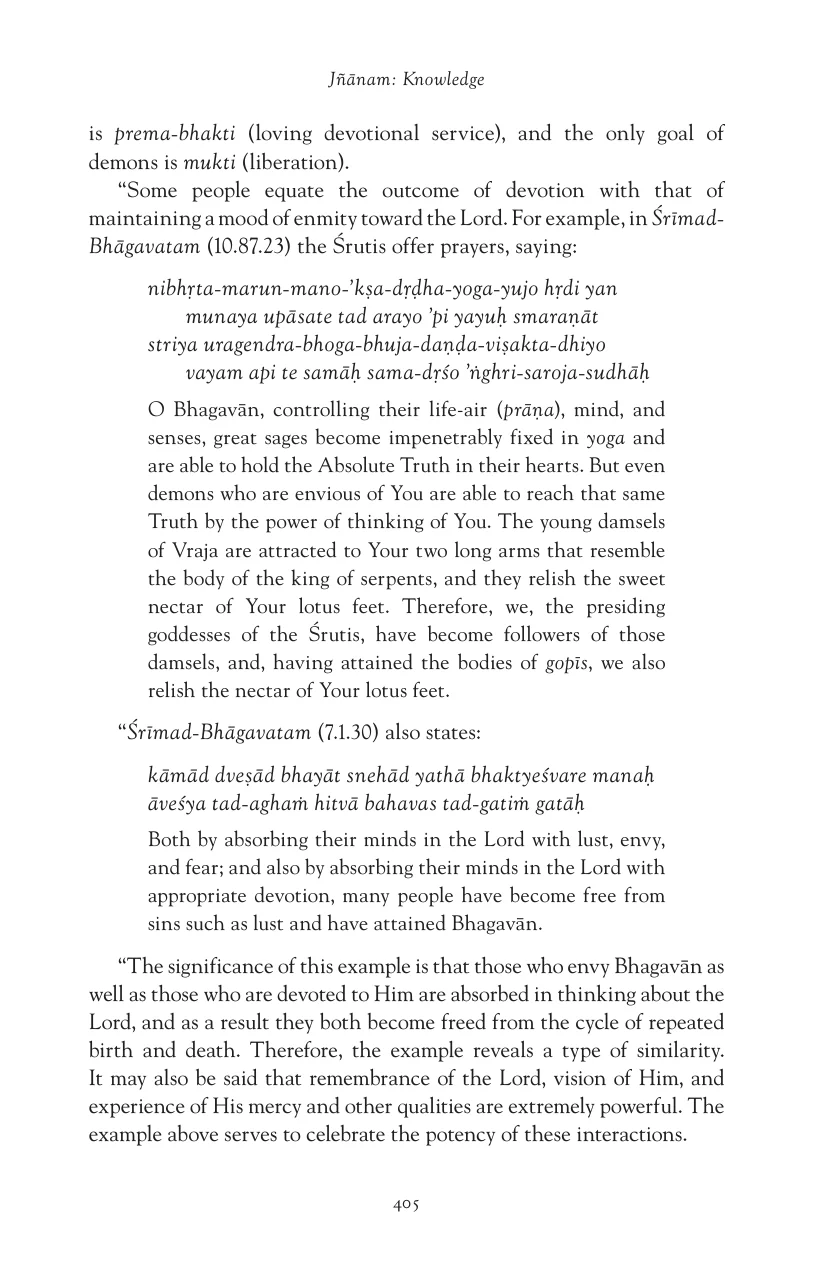 Jñānam: Knowledge
is prema-bhakti (loving devotional service), and the only goal of
demons is mukti (liberation).
“Some people equate the outcome of devotion with that of
maintaining a mood of enmity toward the Lord. For example, in Śrīmad-
Bhāgavatam (10.87.23) the Śrutis offer prayers, saying:
nibhṛta-marun-mano-’kṣa-dṛḍha-yoga-yujo hṛdi yan
munaya upāsate tad arayo ’pi yayuḥ smaraṇāt
striya uragendra-bhoga-bhuja-daṇḍa-viṣakta-dhiyo
vayam api te samāḥ sama-dṛśo ’ṅghri-saroja-sudhāḥ
O Bhagavān, controlling their life-air (prāṇa), mind, and
senses, great sages become impenetrably fixed in yoga and
are able to hold the Absolute Truth in their hearts. But even
demons who are envious of You are able to reach that same
Truth by the power of thinking of You. The young damsels
of Vraja are attracted to Your two long arms that resemble
the body of the king of serpents, and they relish the sweet
nectar of Your lotus feet. Therefore, we, the presiding
goddesses of the Śrutis, have become followers of those
damsels, and, having attained the bodies of gopīs, we also
relish the nectar of Your lotus feet.
“Śrīmad-Bhāgavatam (7.1.30) also states:
kāmād dveṣād bhayāt snehād yathā bhaktyeśvare manaḥ
āveśya tad-aghaṁ hitvā bahavas tad-gatiṁ gatāḥ
Both by absorbing their minds in the Lord with lust, envy,
and fear; and also by absorbing their minds in the Lord with
appropriate devotion, many people have become free from
sins such as lust and have attained Bhagavān.
“The significance of this example is that those who envy Bhagavān as
well as those who are devoted to Him are absorbed in thinking about the
Lord, and as a result they both become freed from the cycle of repeated
birth and death. Therefore, the example reveals a type of similarity.
It may also be said that remembrance of the Lord, vision of Him, and
experience of His mercy and other qualities are extremely powerful. The
example above serves to celebrate the potency of these interactions.
405